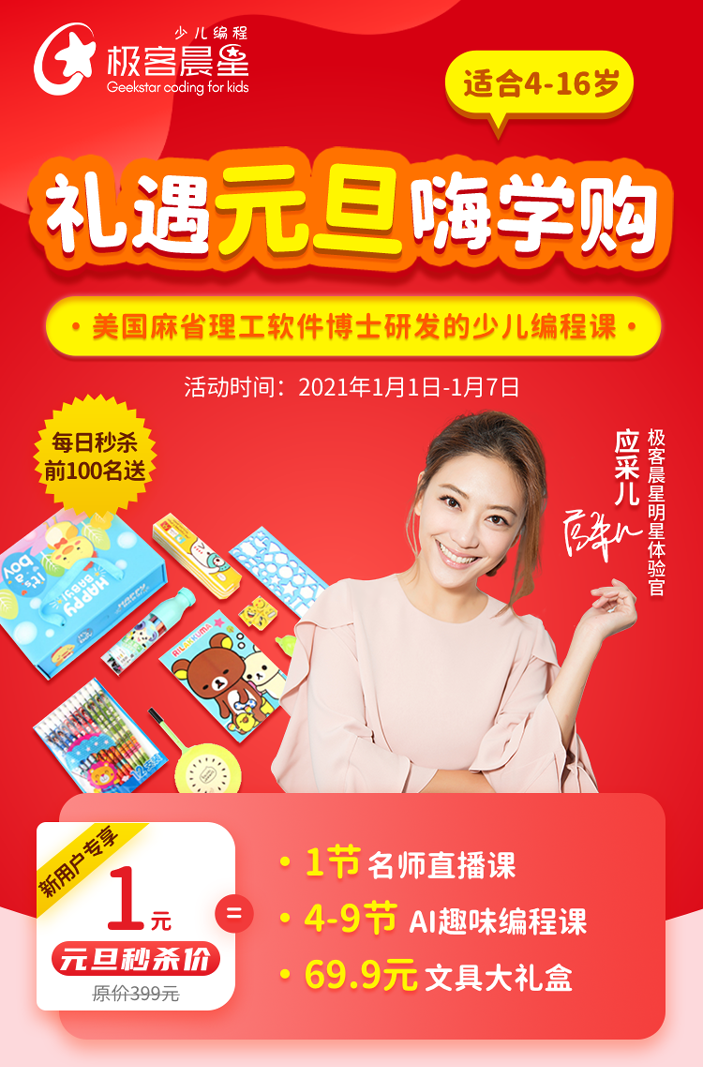 少儿编程
极客晨星
Geekstar coding for kids
适合4-16岁
礼遇元旦嗨学购
·美国麻省理工软件博士研发的少儿编程课·
活动时间：2021年1月1日-1月7日
每日秒杀
前100名送
极客晨星明星体验官
应采儿
it's a boy
HAPPY
BABY
RILAKKUMA
新用户专享
1元
元旦秒杀价
原价399元
=
· 1节 名师直播课
· 4-9节 AI趣味编程课
· 69.9元 文具大礼盒